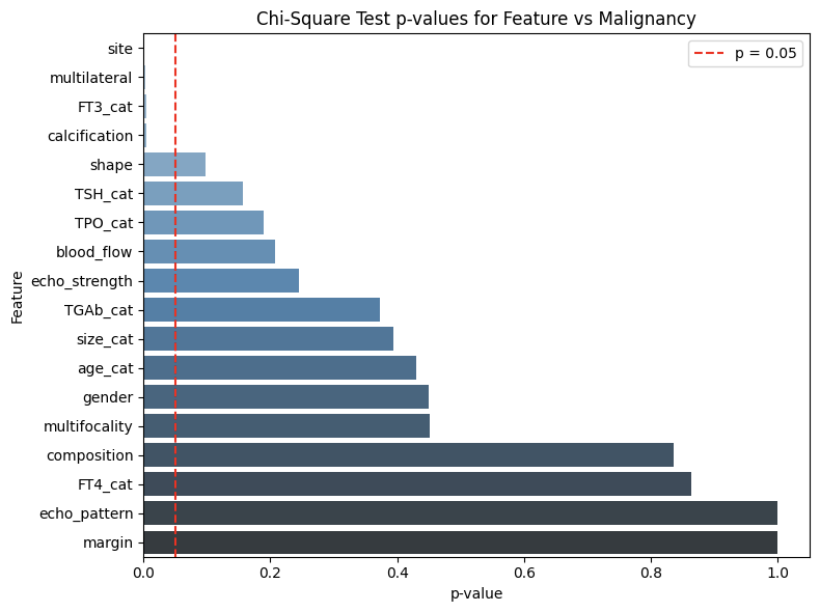 Chi-Square Test p-values for Feature vs Malignancy
p = 0.05
Feature
site
multilateral
FT3_cat
calcification
shape
TSH_cat
TPO_cat
blood_flow
echo_strength
TGAb_cat
size_cat
age_cat
gender
multifocality
composition
FT4_cat
echo_pattern
margin
0.0 0.2 0.4 0.6 0.8 1.0
p-value